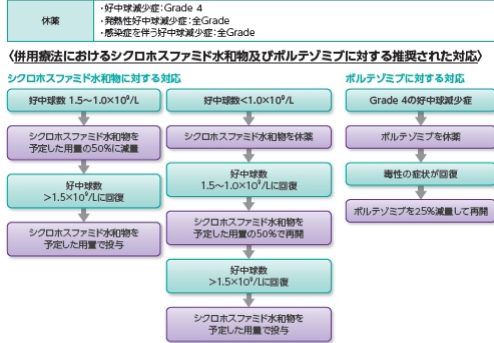 休薬
・好中球減少症：Grade 4
・発熱性好中球減少症：全Grade
・感染症を伴う好中球減少症：全Grade
〈併用療法におけるシクロホスファミド水和物及びボルテゾミブに対する推奨された対応〉
シクロホスファミド水和物に対する対応
好中球数 1.5～1.0×10⁹/L
シクロホスファミド水和物を
予定した用量の50%に減量
好中球数
>1.5×10⁹/Lに回復
シクロホスファミド水和物を
予定した用量で投与
好中球数<1.0×10⁹/L
シクロホスファミド水和物を休薬
好中球数
1.5～1.0×10⁹/Lに回復
シクロホスファミド水和物を
予定した用量の50%で再開
好中球数
>1.5×10⁹/Lに回復
シクロホスファミド水和物を
予定した用量で投与
ボルテゾミブに対する対応
Grade 4の好中球減少症
ボルテゾミブを休薬
毒性の症状が回復
ボルテゾミブを25%減量して再開